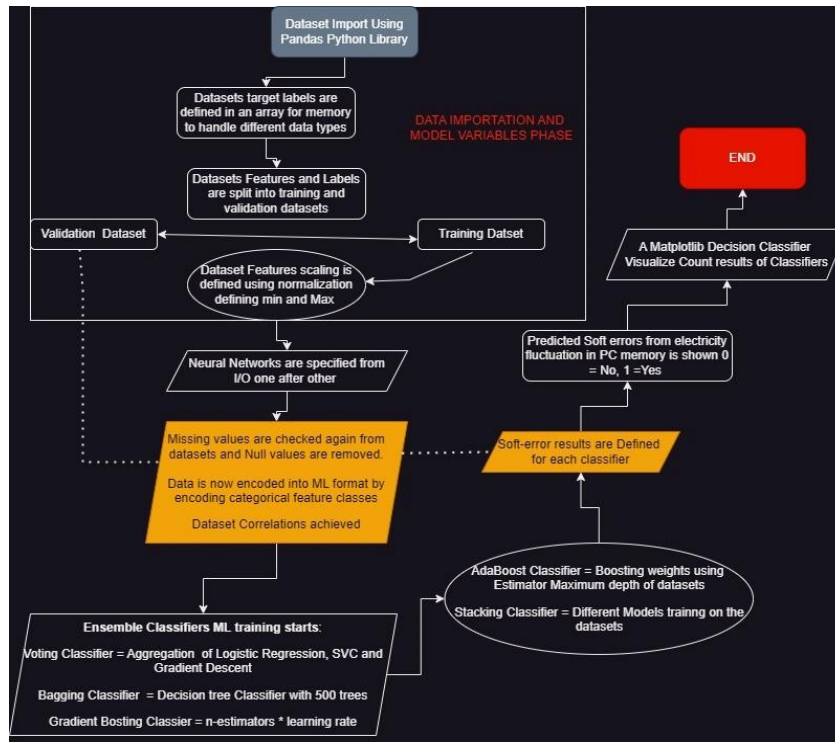 Dataset Import Using
Pandas Python Library
Datasets target labels are
defined in an array for memory
to handle different data types
DATA IMPORTATION AND
MODEL VARIABLES PHASE
Datasets Features and Labels
are split into training and
validation datasets
Validation Dataset
Training Datset
Dataset Features scaling is
defined using normalization
defining min and Max
Neural Networks are specified from
I/O one after other
Missing values are checked again from
datasets and Null values are removed.
Data is now encoded into ML format by
encoding categorical feature classes
Dataset Correlations achieved
Ensemble Classifiers ML training starts:
Voting Classifier = Aggregation of Logistic Regression, SVC and
Gradient Descent
Bagging Classifier = Decision tree Classifier with 500 trees
Gradient Bosting Classier = n-estimators * learning rate
AdaBoost Classifier = Boosting weights using
Estimator Maximum depth of datasets
Stacking Classifier = Different Models trainng on the
datasets
Soft-error results are Defined
for each classifier
Predicted Soft errors from electricity
fluctuation in PC memory is shown 0
= No, 1 =Yes
A Matplotlib Decision Classifier
Visualize Count results of Classifiers
END